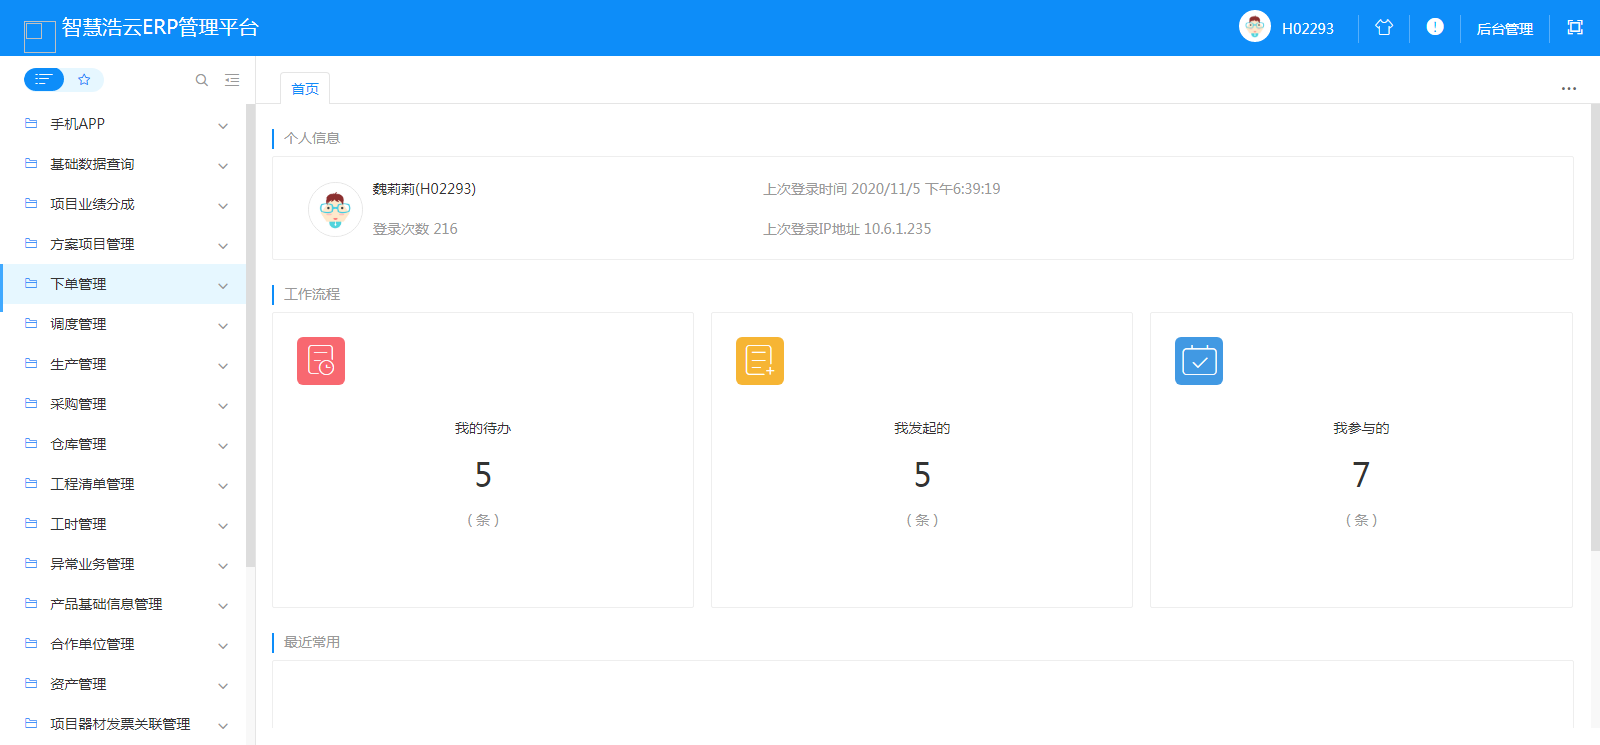 智慧浩云ERP管理平台
H02293
后台管理
首页
手机APP
基础数据查询
项目业绩分成
方案项目管理
下单管理
调度管理
生产管理
采购管理
仓库管理
工程清单管理
工时管理
异常业务管理
产品基础信息管理
合作单位管理
资产管理
项目器材发票关联管理
个人信息
魏莉莉(H02293)
上次登录时间 2020/11/5 下午6:39:19
登录次数 216
上次登录IP地址 10.6.1.235
工作流程
我的待办
5
（条）
我发起的
5
（条）
我参与的
7
（条）
最近常用